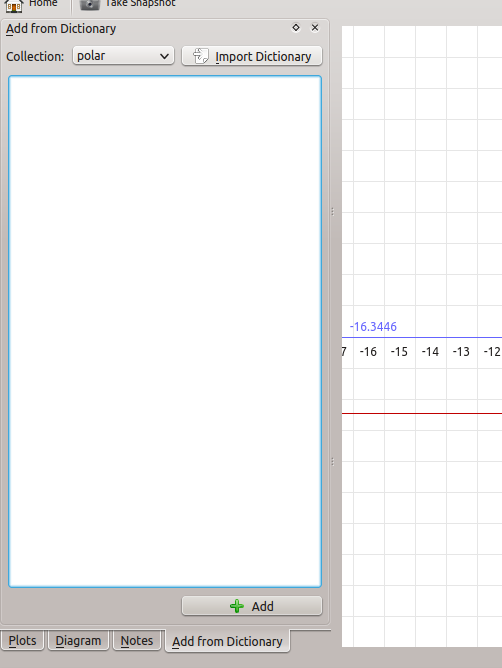 Home Take Snapshot
Add from Dictionary
Collection: polar Import Dictionary
-16.3446
7 -16 -15 -14 -13 -12
Add
Plots Diagram Notes Add from Dictionary